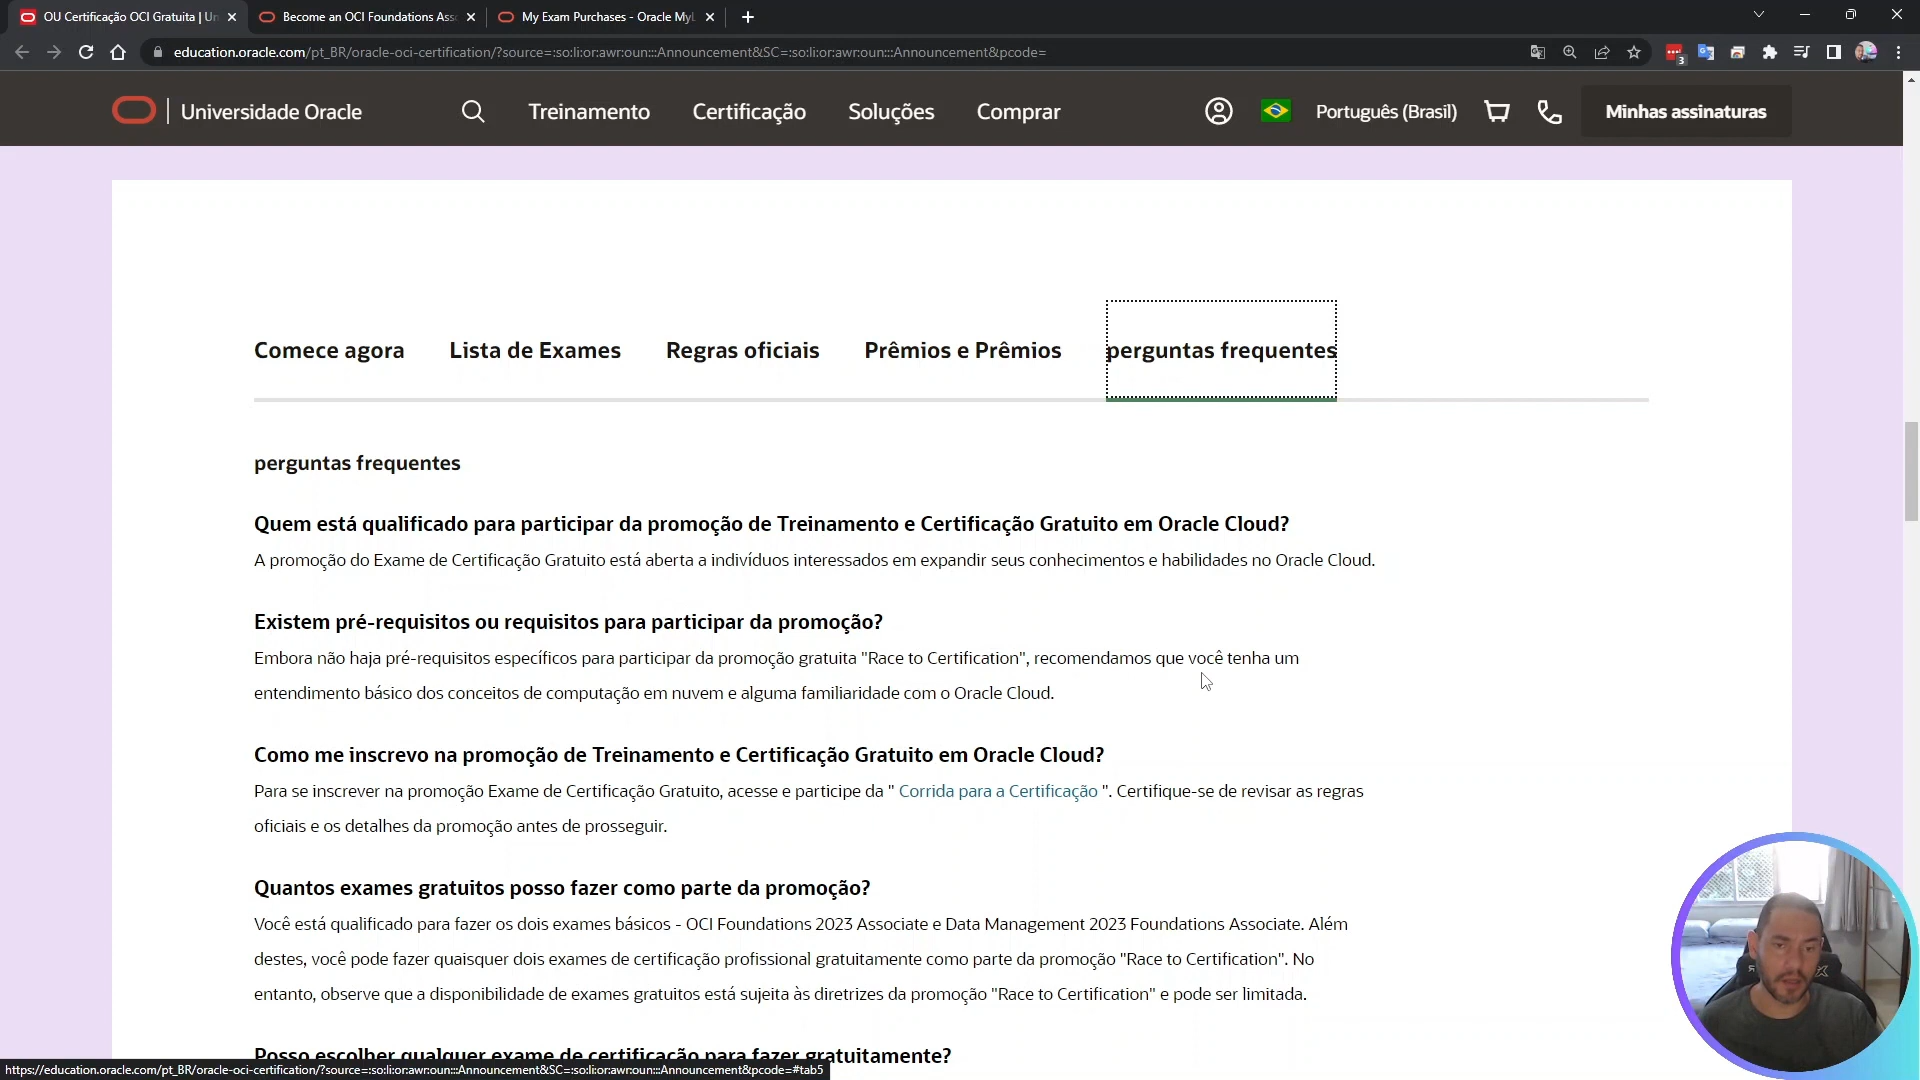 OU Certificação OCI Gratuita | Un
Become an OCI Foundations Asso
My Exam Purchases - Oracle MyL
education.oracle.com/pt_BR/oracle-oci-certification/?source=:so:li:or:awr:oun:::Announcement&SC=:so:li:or:awr:oun:::Announcement&pcode=
3
Universidade Oracle
Treinamento
Certificação
Soluções
Comprar
Português (Brasil)
Minhas assinaturas
Comece agora
Lista de Exames
Regras oficiais
Prêmios e Prêmios
perguntas frequentes
perguntas frequentes
Quem está qualificado para participar da promoção de Treinamento e Certificação Gratuito em Oracle Cloud?
A promoção do Exame de Certificação Gratuito está aberta a indivíduos interessados em expandir seus conhecimentos e habilidades no Oracle Cloud.
Existem pré-requisitos ou requisitos para participar da promoção?
Embora não haja pré-requisitos específicos para participar da promoção gratuita "Race to Certification", recomendamos que você tenha um
entendimento básico dos conceitos de computação em nuvem e alguma familiaridade com o Oracle Cloud.
Como me inscrevo na promoção de Treinamento e Certificação Gratuito em Oracle Cloud?
Para se inscrever na promoção Exame de Certificação Gratuito, acesse e participe da " Corrida para a Certificação ". Certifique-se de revisar as regras
oficiais e os detalhes da promoção antes de prosseguir.
Quantos exames gratuitos posso fazer como parte da promoção?
Você está qualificado para fazer os dois exames básicos - OCI Foundations 2023 Associate e Data Management 2023 Foundations Associate. Além
destes, você pode fazer quaisquer dois exames de certificação profissional gratuitamente como parte da promoção "Race to Certification". No
entanto, observe que a disponibilidade de exames gratuitos está sujeita às diretrizes da promoção "Race to Certification" e pode ser limitada.
Posso escolher qualquer exame de certificação para fazer gratuitamente?
https://education.oracle.com/pt_BR/oracle-oci-certification/?source=:so:li:or:awr:oun:::Announcement&SC=:so:li:or:awr:oun:::Announcement&pcode=#tab5